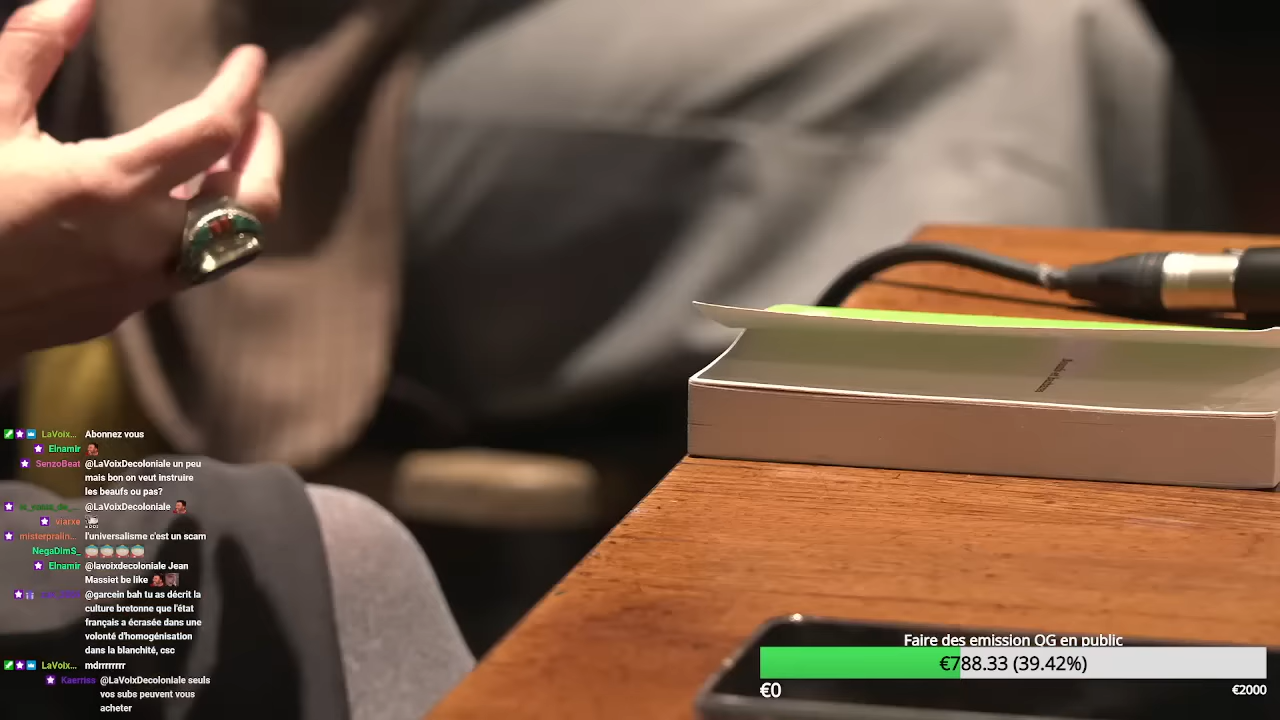 LaVoix... Abonnez vous
Elnamir
SenzoBeat @LaVoixDecoloniale un peu
mais bon on veut instruire
les beaufs ou pas?
@LaVoixDecoloniale
viarxe
misterpralin... l'universalisme c'est un scam
NegaDimS_
Elnamir @lavoixdecoloniale Jean
Massiet be like
@garcein bah tu as décrit la
culture bretonne que l'état
français a écrasée dans une
volonté d'homogénisation
dans la blanchité, csc
LaVoix... mdrrrrrrr
Kaerriss @LaVoixDecoloniale seuls
vos subs peuvent vous
acheter
Faire des emission QG en public
€788.33 (39.42%)
€0 €2000